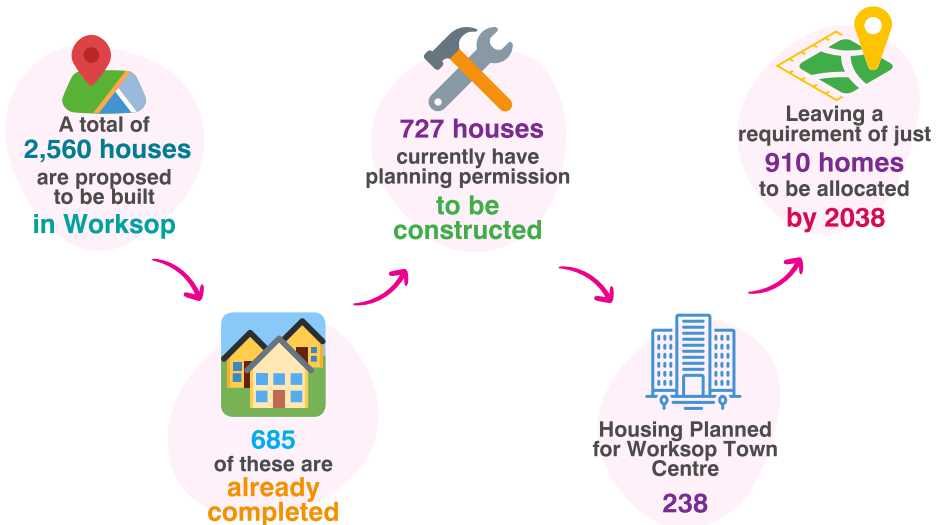 A total of
2,560 houses
are proposed
to be built
in Worksop
685
of these are
already
completed
727 houses
currently have
planning permission
to be
constructed
Housing Planned
for Worksop Town
Centre
238
Leaving a
requirement of just
910 homes
to be allocated
by 2038